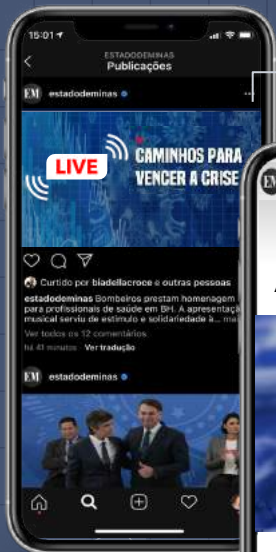 15:01
ESTADODEMINAS
Publicações
EM estadodeminas
LIVE
CAMINHOS PARA
VENCER A CRISE
Curtido por biadellacroce e outras pessoas
estadodeminas Bombeiros prestam homenagem
para profissionais de saúde em BH. A apresentaçã
musical serviu de estímulo e solidariedade à... mai
Ver todos os 12 comentários
há 41 minutos · Ver tradução
EM estadodeminas
EM
A